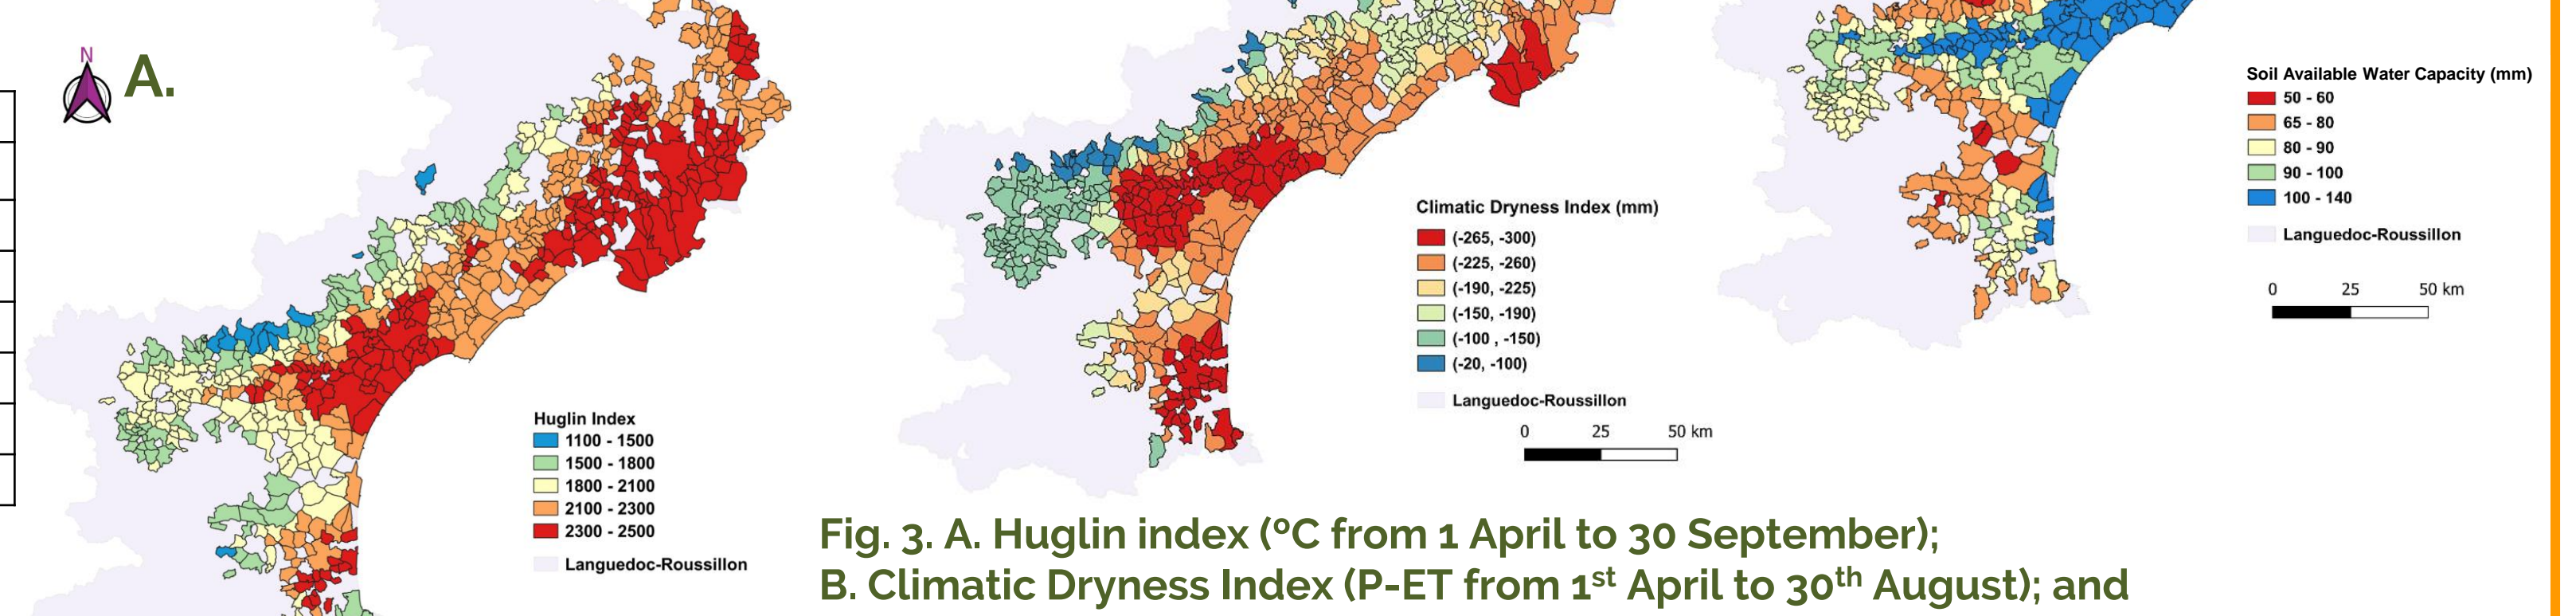 N
A.
Huglin Index
1100 - 1500
1500 - 1800
1800 - 2100
2100 - 2300
2300 - 2500
Languedoc-Roussillon
Climatic Dryness Index (mm)
(-265, -300)
(-225, -260)
(-190, -225)
(-150, -190)
(-100 , -150)
(-20, -100)
Languedoc-Roussillon
0 25 50 km
Soil Available Water Capacity (mm)
50 - 60
65 - 80
80 - 90
90 - 100
100 - 140
Languedoc-Roussillon
0 25 50 km
Fig. 3. A. Huglin index (ºC from 1 April to 30 September);
B. Climatic Dryness Index (P-ET from 1st April to 30th August); and